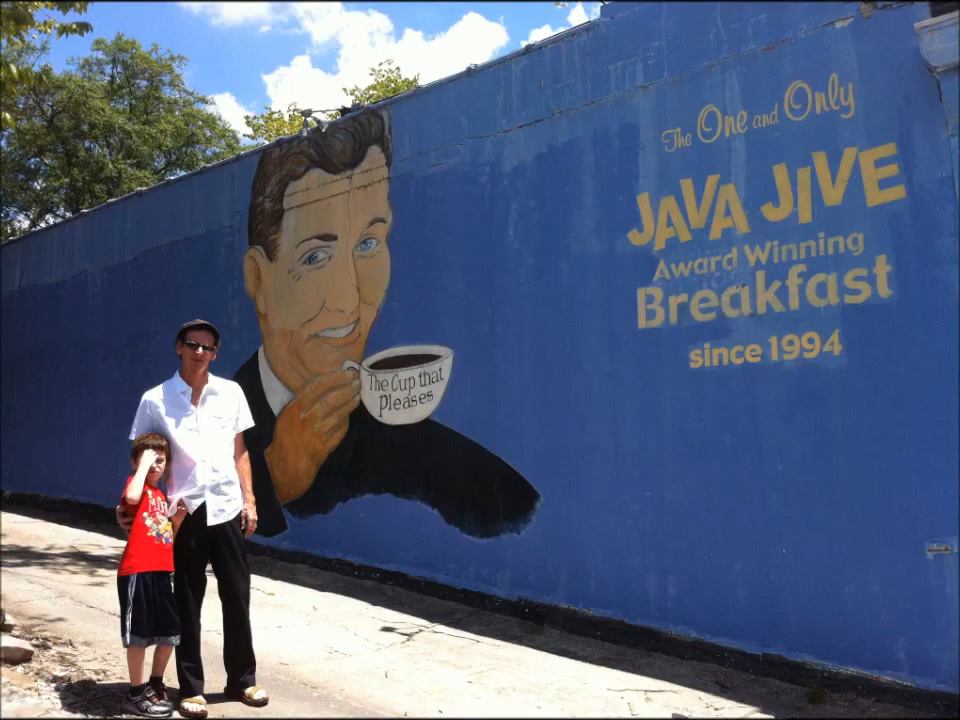 The One and Only
JAVA JIVE
Award Winning
Breakfast
since 1994
The Cup that
Pleases